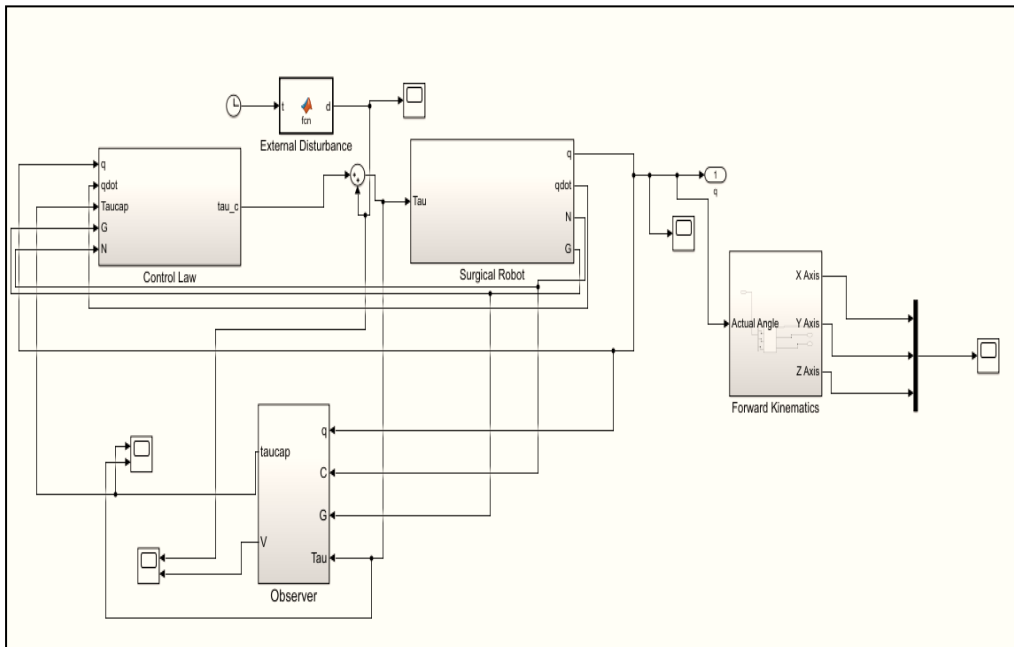 t
d
fcn
External Disturbance
q
qdot
Taucap
G
N
tau_c
Control Law
Tau
q
qdot
N
G
Surgical Robot
1
q
X Axis
Actual Angle
Y Axis
Z Axis
Forward Kinematics
q
taucap
C
G
V
Tau
Observer